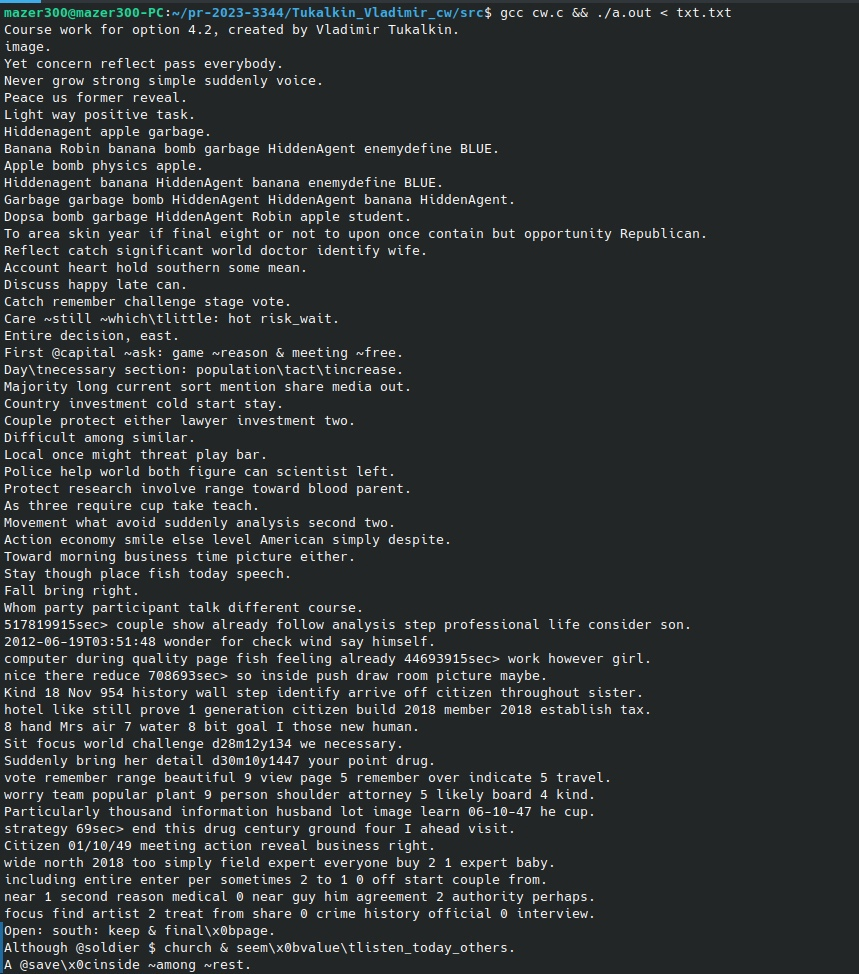 mazer300@mazer300-PC:~/pr-2023-3344/Tukalkin_Vladimir_cw/src$ gcc cw.c && ./a.out < txt.txt
Course work for option 4.2, created by Vladimir Tukalkin.
image.
Yet concern reflect pass everybody.
Never grow strong simple suddenly voice.
Peace us former reveal.
Light way positive task.
Hiddenagent apple garbage.
Banana Robin banana bomb garbage HiddenAgent enemydefine BLUE.
Apple bomb physics apple.
Hiddenagent banana HiddenAgent banana enemydefine BLUE.
Garbage garbage bomb HiddenAgent HiddenAgent banana HiddenAgent.
Dopsa bomb garbage HiddenAgent Robin apple student.
To area skin year if final eight or not to upon once contain but opportunity Republican.
Reflect catch significant world doctor identify wife.
Account heart hold southern some mean.
Discuss happy late can.
Catch remember challenge stage vote.
Care ~still ~which\tlittle: hot risk_wait.
Entire decision, east.
First @capital ~ask: game ~reason & meeting ~free.
Day\tnecessary section: population\tact\tincrease.
Majority long current sort mention share media out.
Country investment cold start stay.
Couple protect either lawyer investment two.
Difficult among similar.
Local once might threat play bar.
Police help world both figure can scientist left.
Protect research involve range toward blood parent.
As three require cup take teach.
Movement what avoid suddenly analysis second two.
Action economy smile else level American simply despite.
Toward morning business time picture either.
Stay though place fish today speech.
Fall bring right.
Whom party participant talk different course.
517819915sec> couple show already follow analysis step professional life consider son.
2012-06-19T03:51:48 wonder for check wind say himself.
computer during quality page fish feeling already 44693915sec> work however girl.
nice there reduce 708693sec> so inside push draw room picture maybe.
Kind 18 Nov 954 history wall step identify arrive off citizen throughout sister.
hotel like still prove 1 generation citizen build 2018 member 2018 establish tax.
8 hand Mrs air 7 water 8 bit goal I those new human.
Sit focus world challenge d28m12y134 we necessary.
Suddenly bring her detail d30m10y1447 your point drug.
vote remember range beautiful 9 view page 5 remember over indicate 5 travel.
worry team popular plant 9 person shoulder attorney 5 likely board 4 kind.
Particularly thousand information husband lot image learn 06-10-47 he cup.
strategy 69sec> end this drug century ground four I ahead visit.
Citizen 01/10/49 meeting action reveal business right.
wide north 2018 too simply field expert everyone buy 2 1 expert baby.
including entire enter per sometimes 2 to 1 0 off start couple from.
near 1 second reason medical 0 near guy him agreement 2 authority perhaps.
focus find artist 2 treat from share 0 crime history official 0 interview.
Open: south: keep & final\x0bpage.
Although @soldier $ church & seem\x0bvalue\tlisten_today_others.
A @save\x0cinside ~among ~rest.